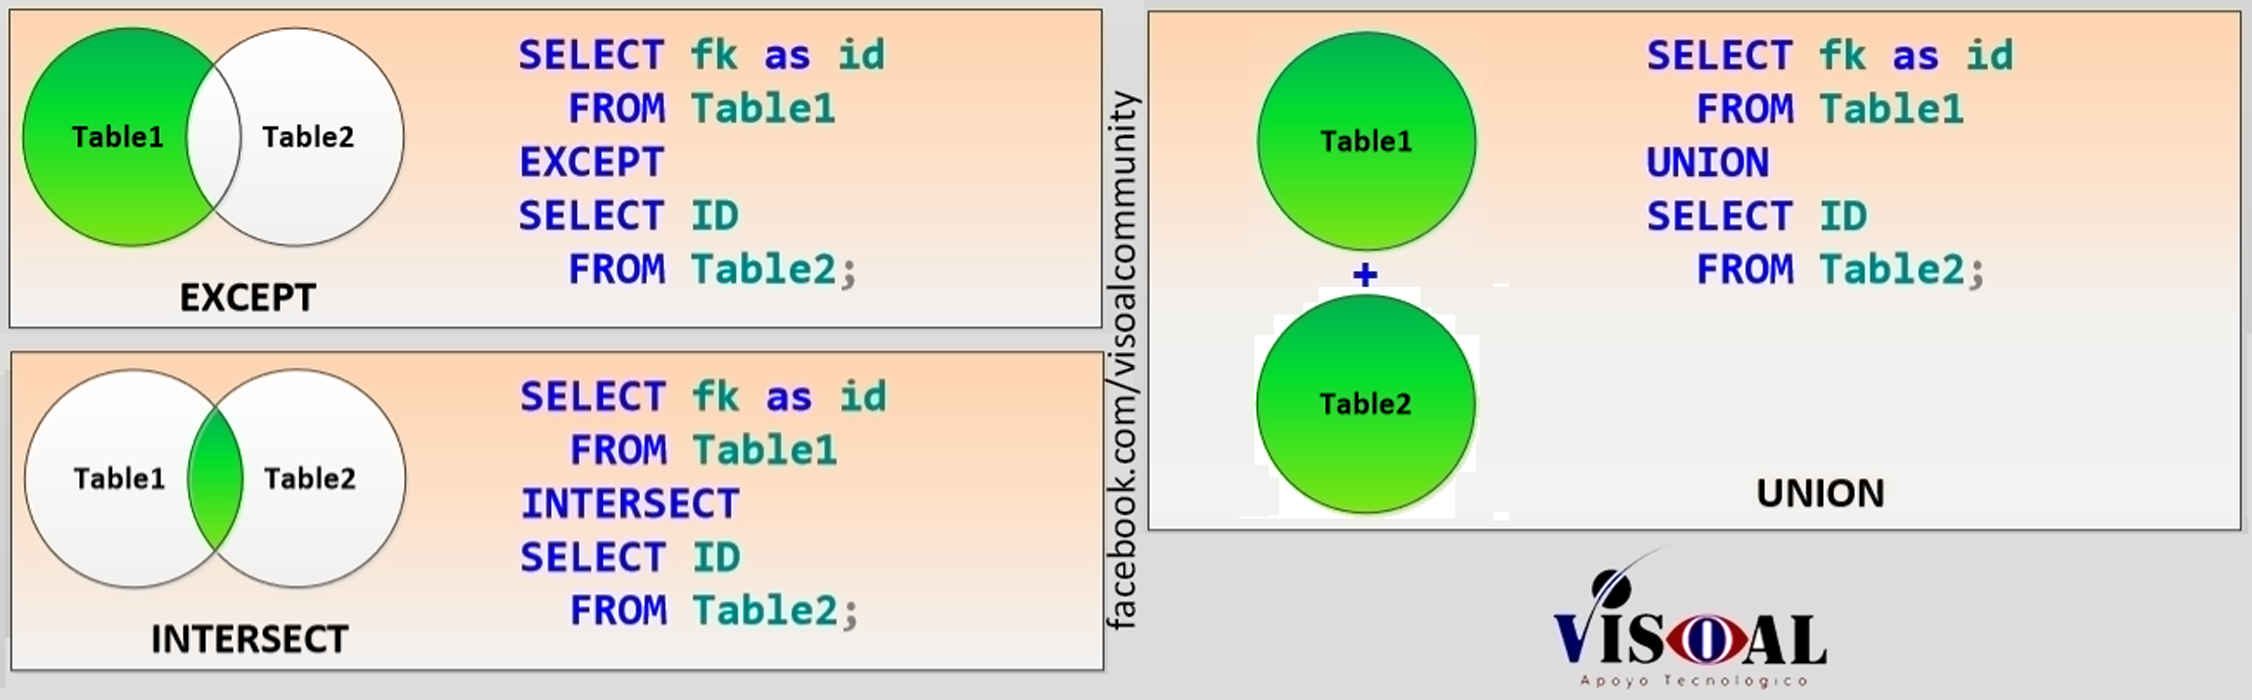 Table1
Table2
EXCEPT
SELECT fk as id
FROM Table1
EXCEPT
SELECT ID
FROM Table2;
Table1
Table2
INTERSECT
SELECT fk as id
FROM Table1
INTERSECT
SELECT ID
FROM Table2;
facebook.com/visoalcommmunity
Table1
+
Table2
SELECT fk as id
FROM Table1
UNION
SELECT ID
FROM Table2;
UNION
VISOAL
Apoyo Tecnológico